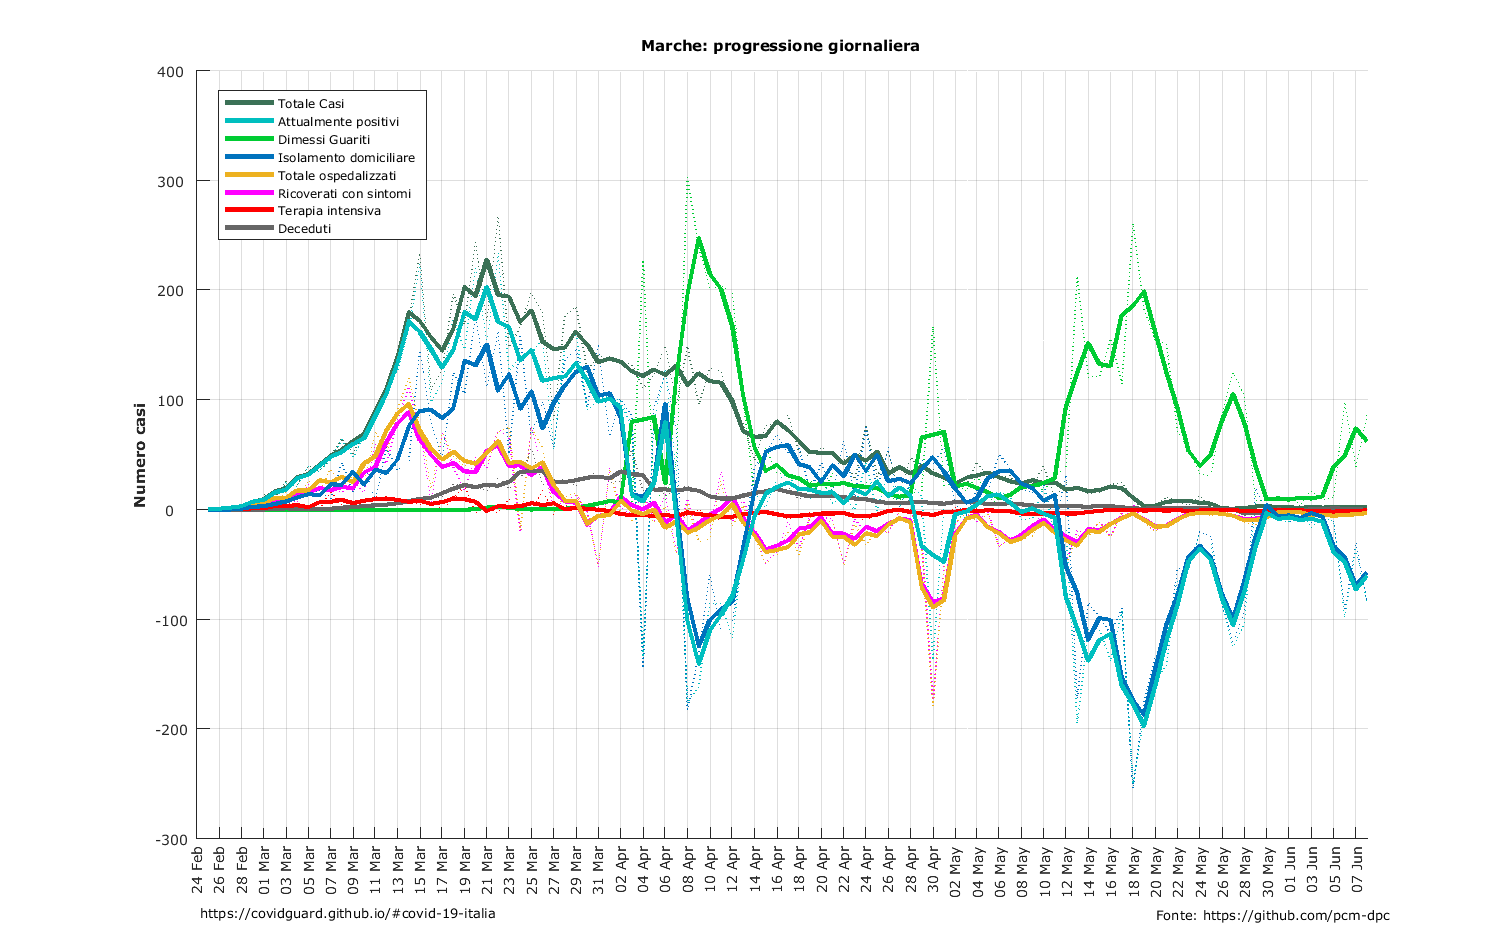 Marche: progressione giornaliera
400
300
200
100
0
-100
-200
-300
Numero casi
Totale Casi
Attualmente positivi
Dimessi Guariti
Isolamento domiciliare
Totale ospedalizzati
Ricoverati con sintomi
Terapia intensiva
Deceduti
24 Feb
26 Feb
28 Feb
01 Mar
03 Mar
05 Mar
07 Mar
09 Mar
11 Mar
13 Mar
15 Mar
17 Mar
19 Mar
21 Mar
23 Mar
25 Mar
27 Mar
29 Mar
31 Mar
02 Apr
04 Apr
06 Apr
08 Apr
10 Apr
12 Apr
14 Apr
16 Apr
18 Apr
20 Apr
22 Apr
24 Apr
26 Apr
28 Apr
30 Apr
02 May
04 May
06 May
08 May
10 May
12 May
14 May
16 May
18 May
20 May
22 May
24 May
26 May
28 May
30 May
01 Jun
03 Jun
05 Jun
07 Jun
https://covidguard.github.io/#covid-19-italia
Fonte: https://github.com/pcm-dpc